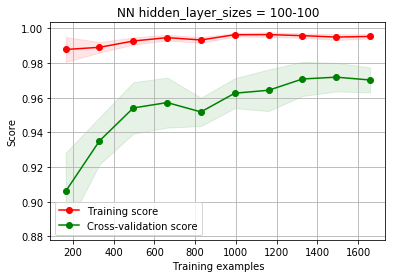 NN hidden_layer_sizes = 100-100
1.00
0.98
0.96
0.94
0.92
0.90
0.88
Score
Training score
Cross-validation score
200 400 600 800 1000 1200 1400 1600
Training examples